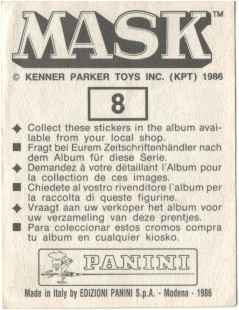 MASK™
© KENNER PARKER TOYS INC. (KPT) 1986
8
Collect these stickers in the album avai-
lable from your local shop.
Fragt bei Eurem Zeitschriftenhändler nach
dem Album für diese Serie.
Demandez à votre détaillant l'Album pour
la collection de ces images.
Chiedete al vostro rivenditore l'album per
la raccolta di queste figurine.
Vraagt aan uw verkoper het album voor
uw verzameling van deze prentjes.
Para coleccionar estos cromos compra
tu album en cualquier kiosko.
PANINI
Made in Italy by EDIZIONI PANINI S.p.A. - Modena - 1986